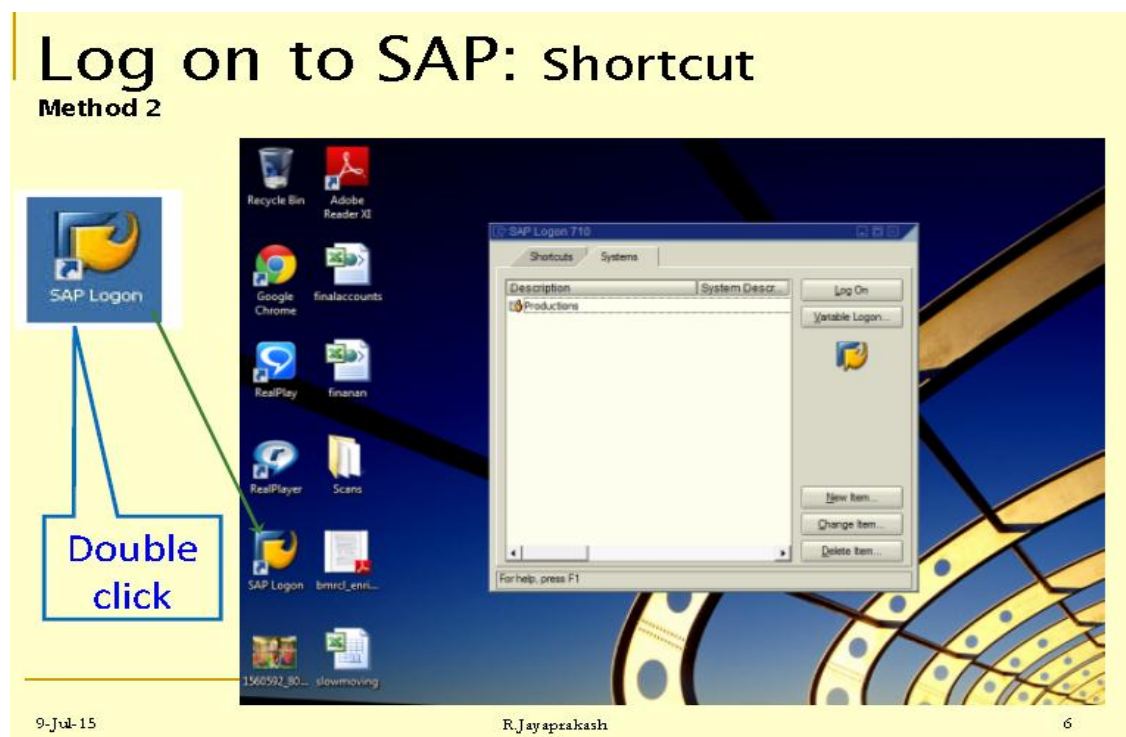 Log on to SAP: Shortcut
Method 2
SAP Logon
Double
click
Recycle Bin
Adobe
Reader XI
Google
Chrome
finalaccounts
RealPlay
finanan
RealPlayer
Scans
SAP Logon
bmrcl_enri...
1560592_80...
slowmoving
SAP Logon 710
Shortcuts Systems
Description System Descr...
Productions
Log On
Variable Logon...
New Item...
Change Item...
Delete Item...
For help, press F1
9-Jul-15 R.Jayaprakash 6